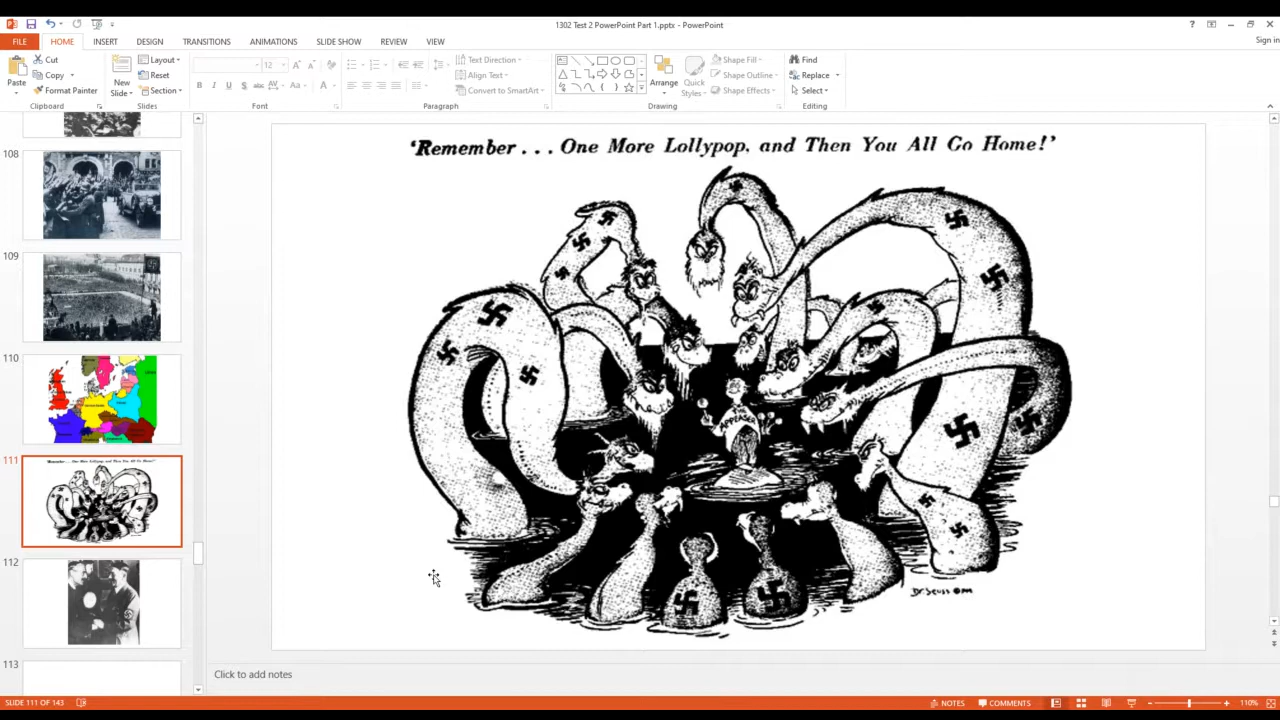 1302 Test 2 PowerPoint Part 1.pptx - PowerPoint
Sign in
FILE HOME INSERT DESIGN TRANSITIONS ANIMATIONS SLIDE SHOW REVIEW VIEW
Cut
Copy
Format Painter
Paste
Clipboard
New
Slide
Layout
Reset
Section
Slides
12
B I U S abc AV Aa A
Font
Text Direction
Align Text
Convert to SmartArt
Paragraph
Arrange
Quick
Styles
Shape Fill
Shape Outline
Shape Effects
Drawing
Find
Replace
Select
Editing
108
109
110
111
112
113
'Remember . . . One More Lollypop, and Then You All Go Home!'
Dr. Seuss
Click to add notes
SLIDE 111 OF 143
NOTES
COMMENTS
110%